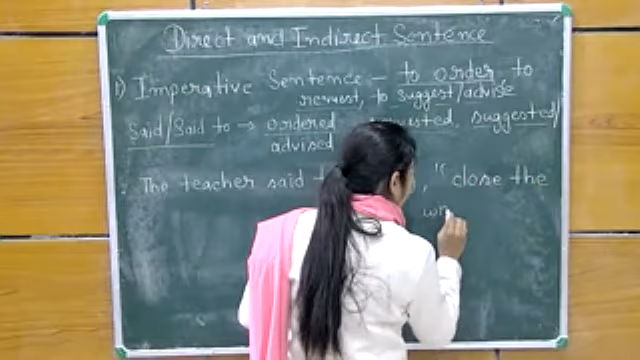 Direct and Indirect Sentence
1) Imperative Sentence - to order, to
request, to suggest/advise
Said/Said to → ordered requested, suggested/
advised
: The teacher said , " close the